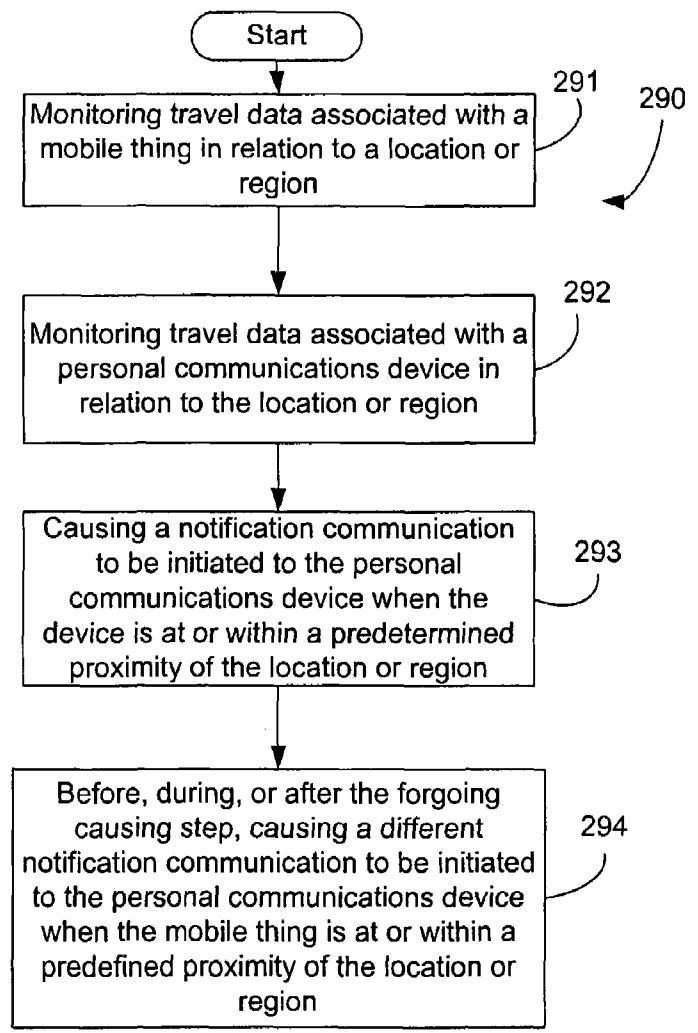 Start
Monitoring travel data associated with a
mobile thing in relation to a location or
region
291
290
Monitoring travel data associated with a
personal communications device in
relation to the location or region
292
Causing a notification communication
to be initiated to the personal
communications device when the
device is at or within a predetermined
proximity of the location or region
293
Before, during, or after the forgoing
causing step, causing a different
notification communication to be initiated
to the personal communications device
when the mobile thing is at or within a
predefined proximity of the location or
region
294